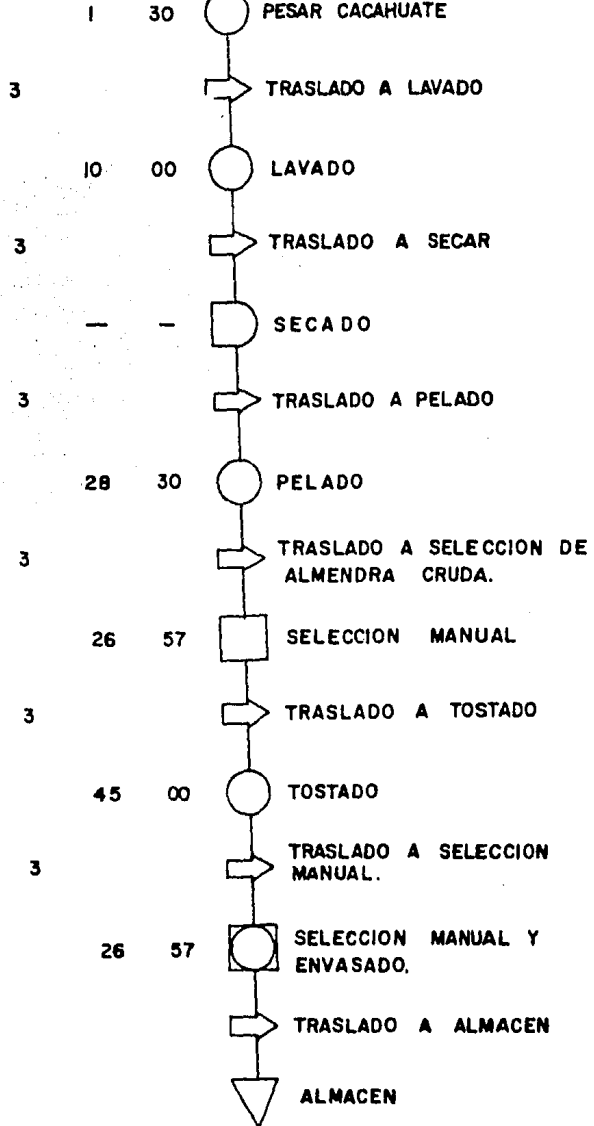 1 30 PESAR CACAHUATE
3 TRASLADO A LAVADO
10 00 LAVADO
3 TRASLADO A SECAR
— - SECADO
3 TRASLADO A PELADO
28 30 PELADO
3 TRASLADO A SELECCION DE
ALMENDRA CRUDA.
26 57 SELECCION MANUAL
3 TRASLADO A TOSTADO
45 00 TOSTADO
3 TRASLADO A SELECCION
MANUAL.
26 57 SELECCION MANUAL Y
ENVASADO.
TRASLADO A ALMACEN
ALMACEN